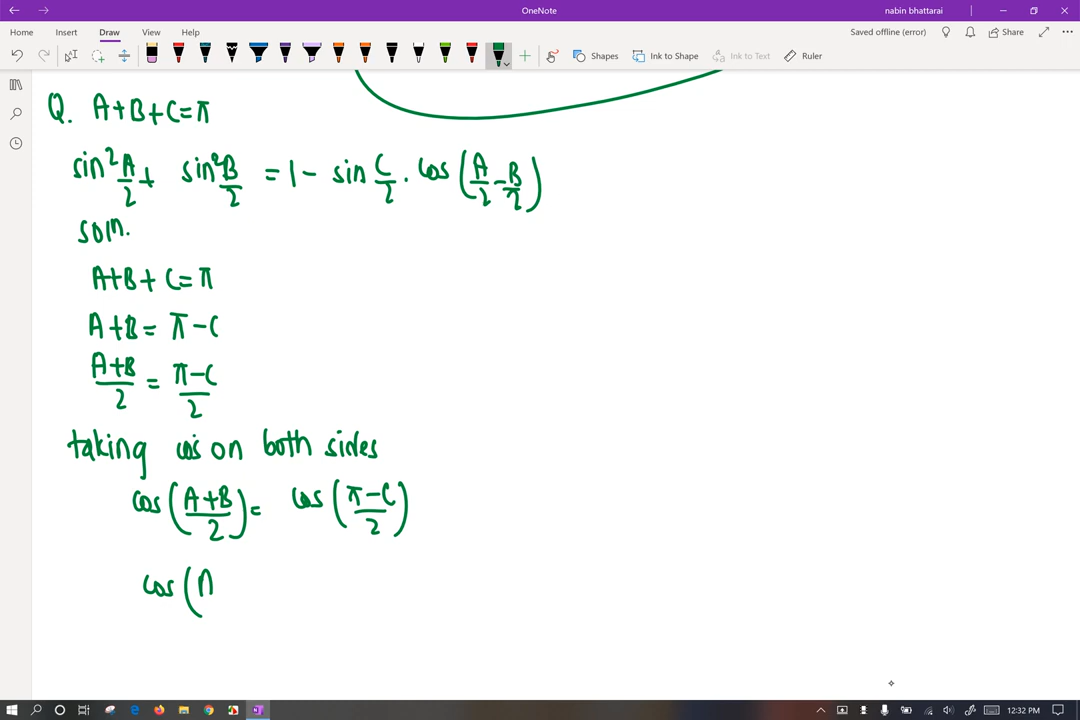 OneNote
nabin bhattarai
Home Insert Draw View Help
Saved offline (error) Share
Shapes Ink to Shape Ink to Text Ruler
Q. A+B+C=π
sin²A/2 + sin²B/2 = 1 - sin C/2 . cos (A/2 - B/2)
soln.
A+B+C=π
A+B= π-C
A+B/2 = π-C/2
taking cos on both sides
cos(A+B/2) = cos(π-C/2)
cos(A
12:32 PM